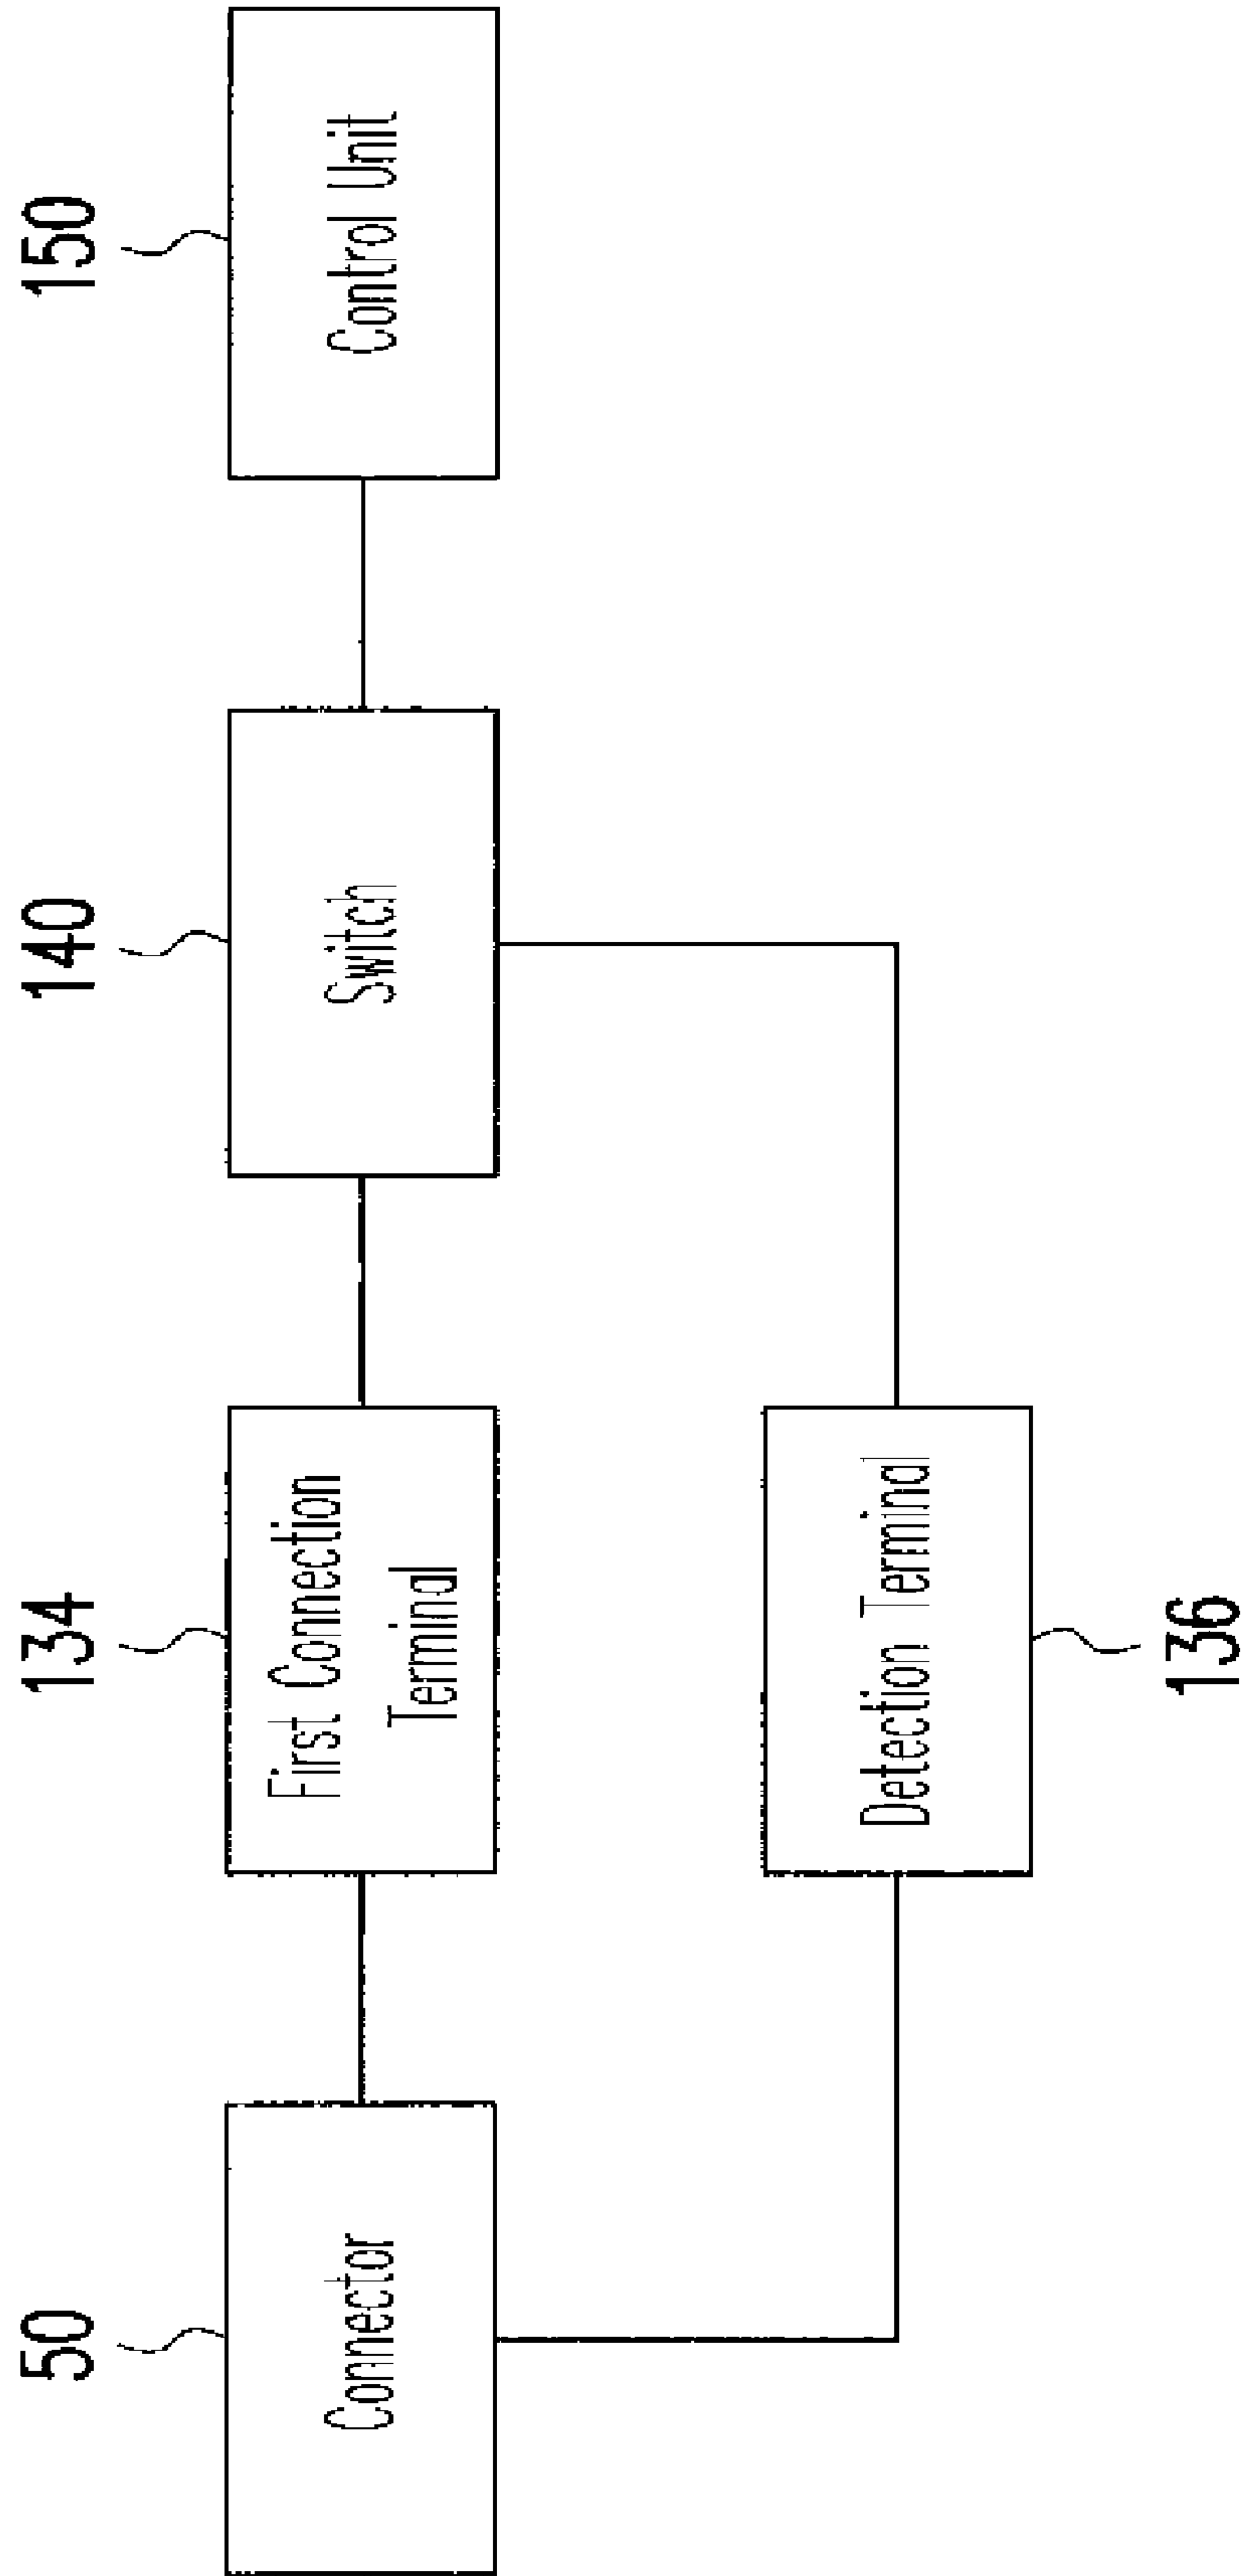 50
134
140
150
Connector
First Connection
Terminal
Switch
Control Unit
Detection Terminal
136